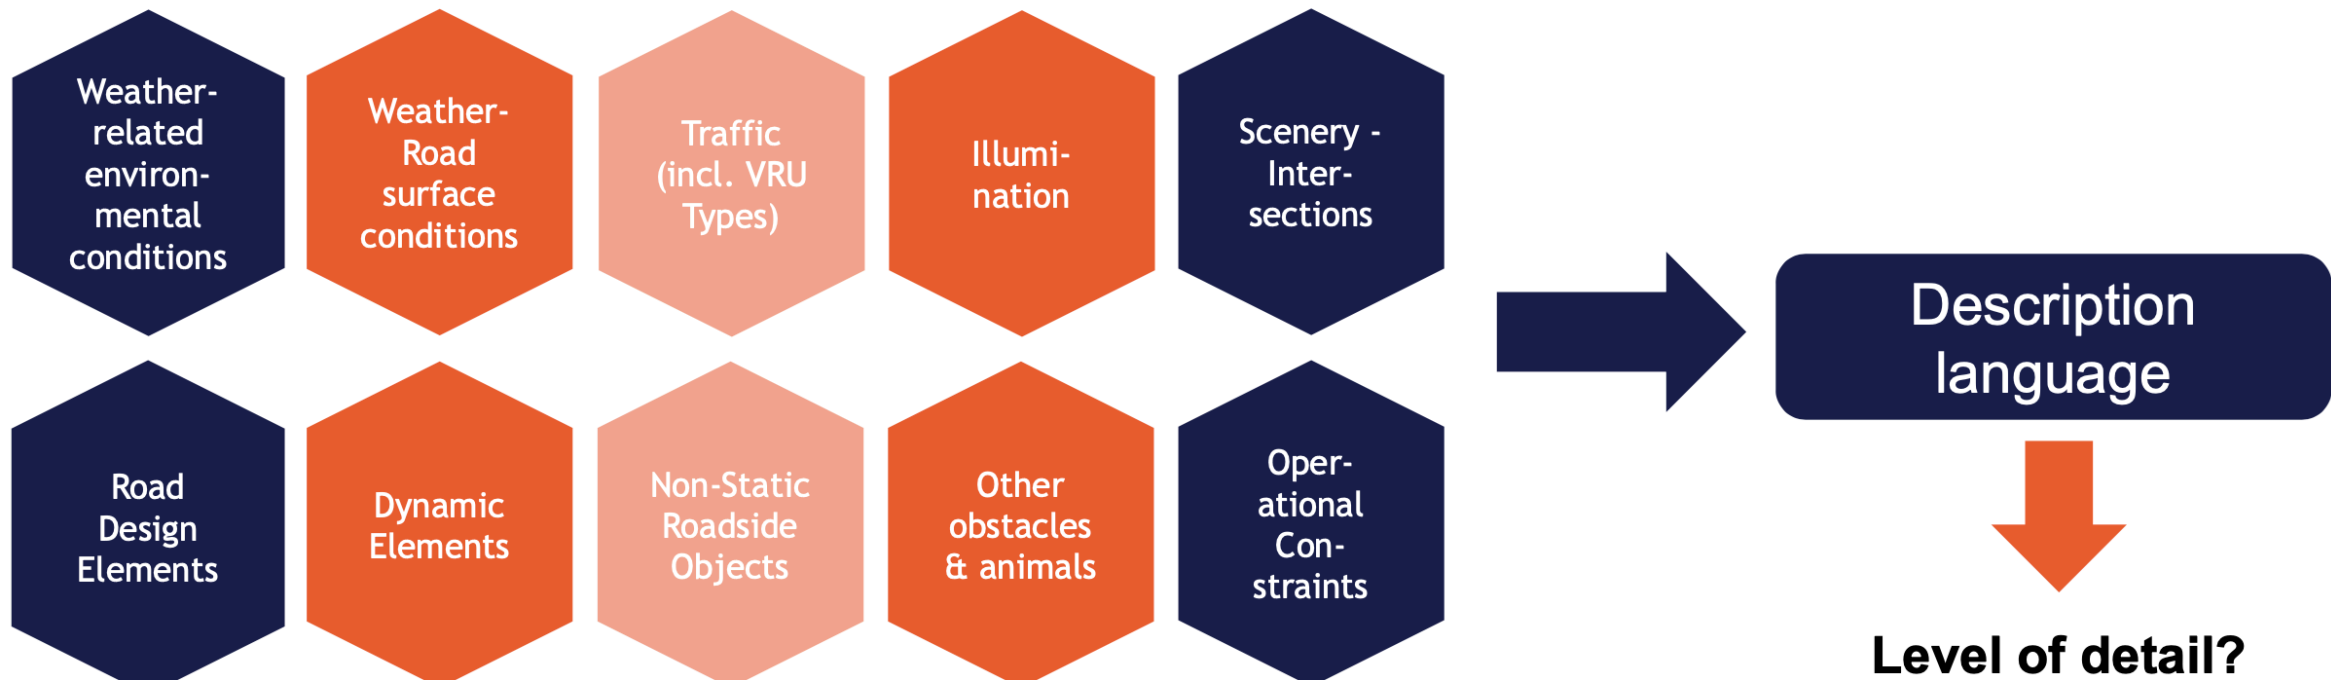 Weather-
related
environ-
mental
conditions
Weather-
Road
surface
conditions
Traffic
(incl. VRU
Types)
Illumi-
nation
Scenery -
Inter-
sections
Road
Design
Elements
Dynamic
Elements
Non-Static
Roadside
Objects
Other
obstacles
& animals
Oper-
ational
Con-
straints
Description
language
Level of detail?